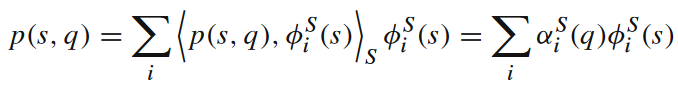 p(s, q) = ∑_i ⟨p(s, q), ϕ_i^S(s)⟩_S ϕ_i^S(s) = ∑_i α_i^S(q)ϕ_i^S(s)